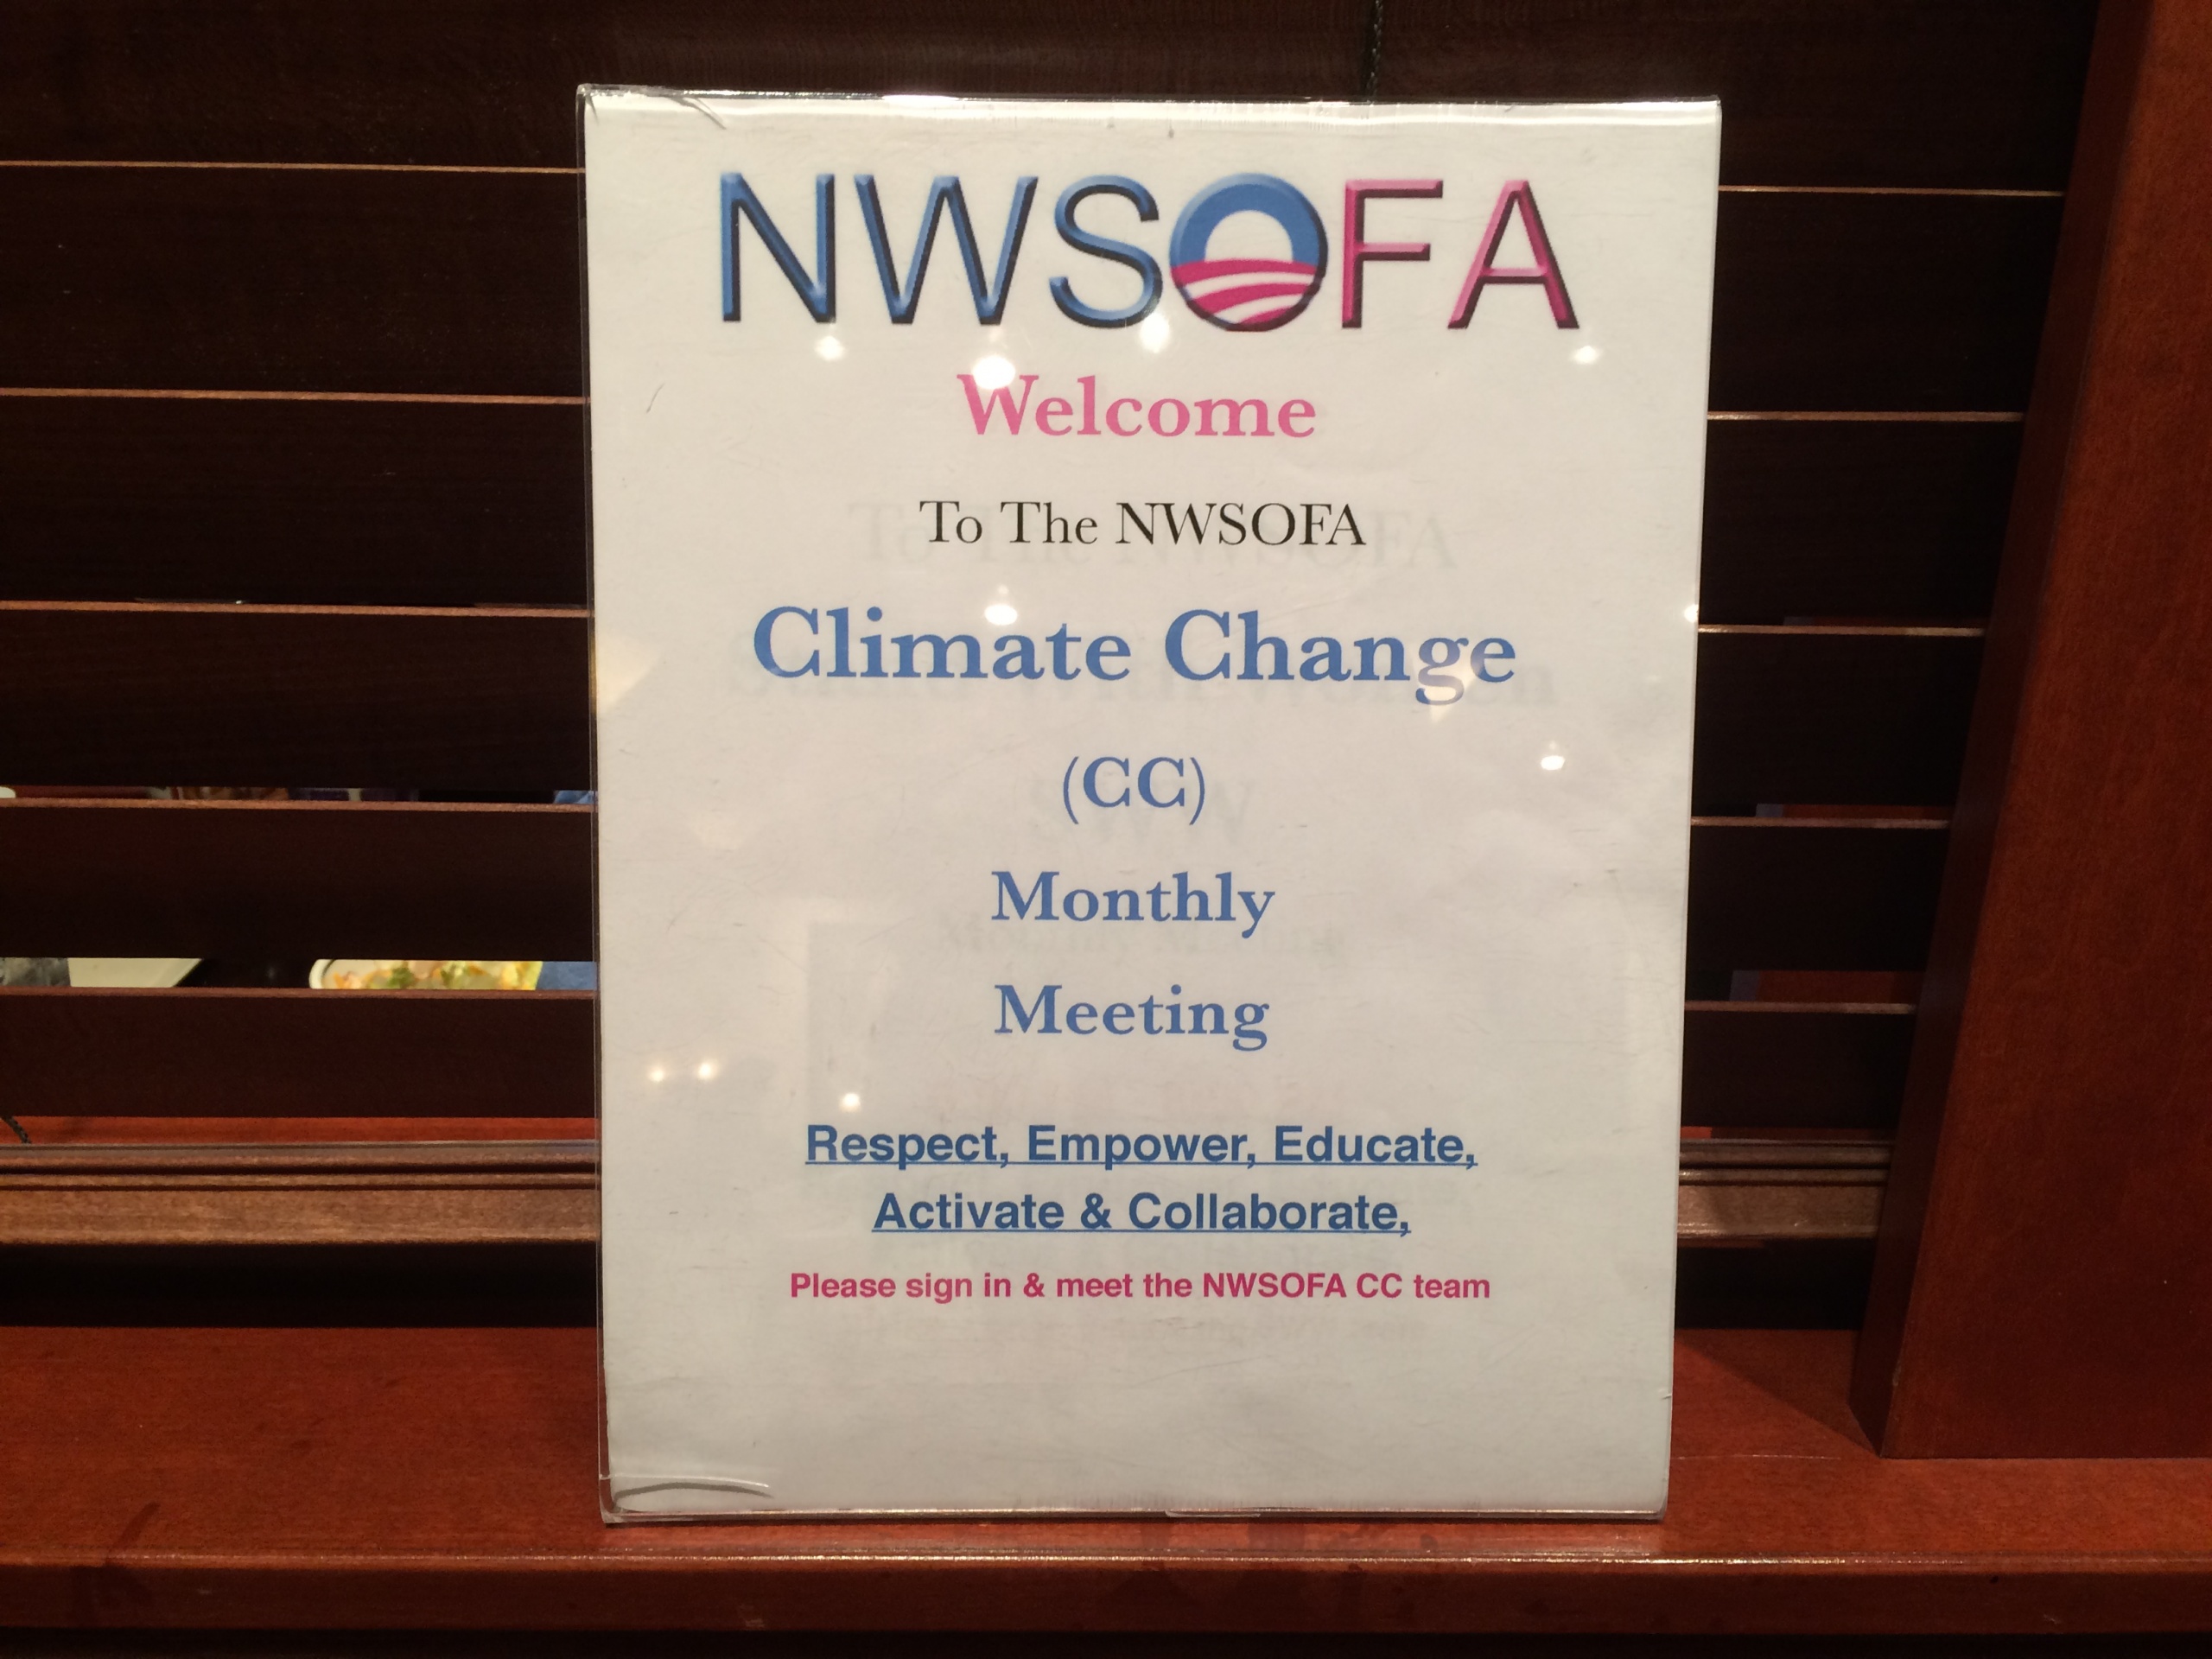 NWSOFA
Welcome
To The NWSOFA
Climate Change
(CC)
Monthly
Meeting
Respect, Empower, Educate,
Activate & Collaborate,
Please sign in & meet the NWSOFA CC team